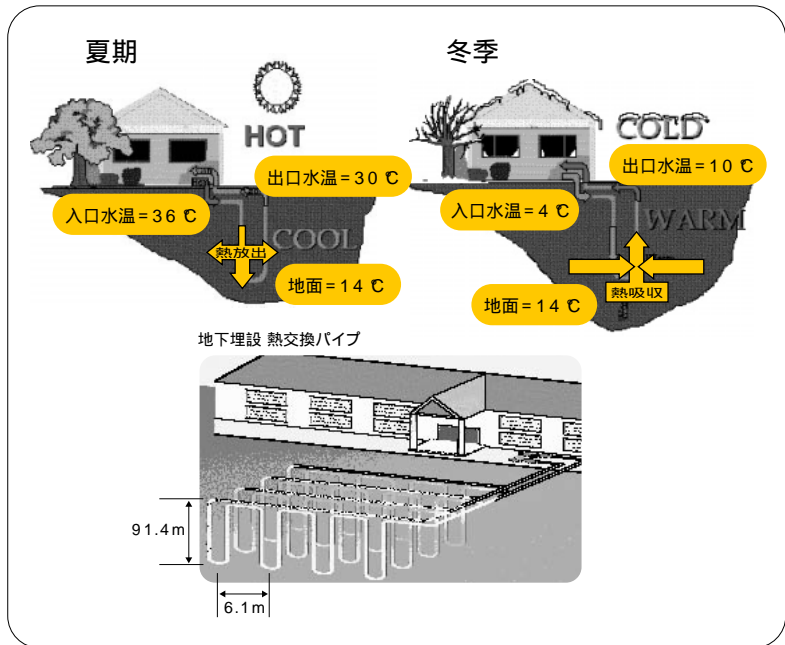 夏期
冬季
HOT
COLD
出口水温=30℃
出口水温=10℃
入口水温=36℃
入口水温=4℃
COOL
WARM
熱放出
地面=14℃
熱吸収
地面=14℃
地下埋設 熱交換パイプ
91.4m
6.1m